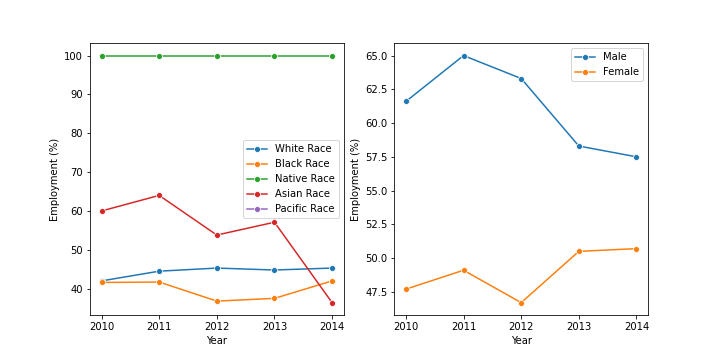 100
90
80
70
60
50
40
Employment (%)
2010 2011 2012 2013 2014
Year
White Race
Black Race
Native Race
Asian Race
Pacific Race
65.0
62.5
60.0
57.5
55.0
52.5
50.0
47.5
Employment (%)
2010 2011 2012 2013 2014
Year
Male
Female